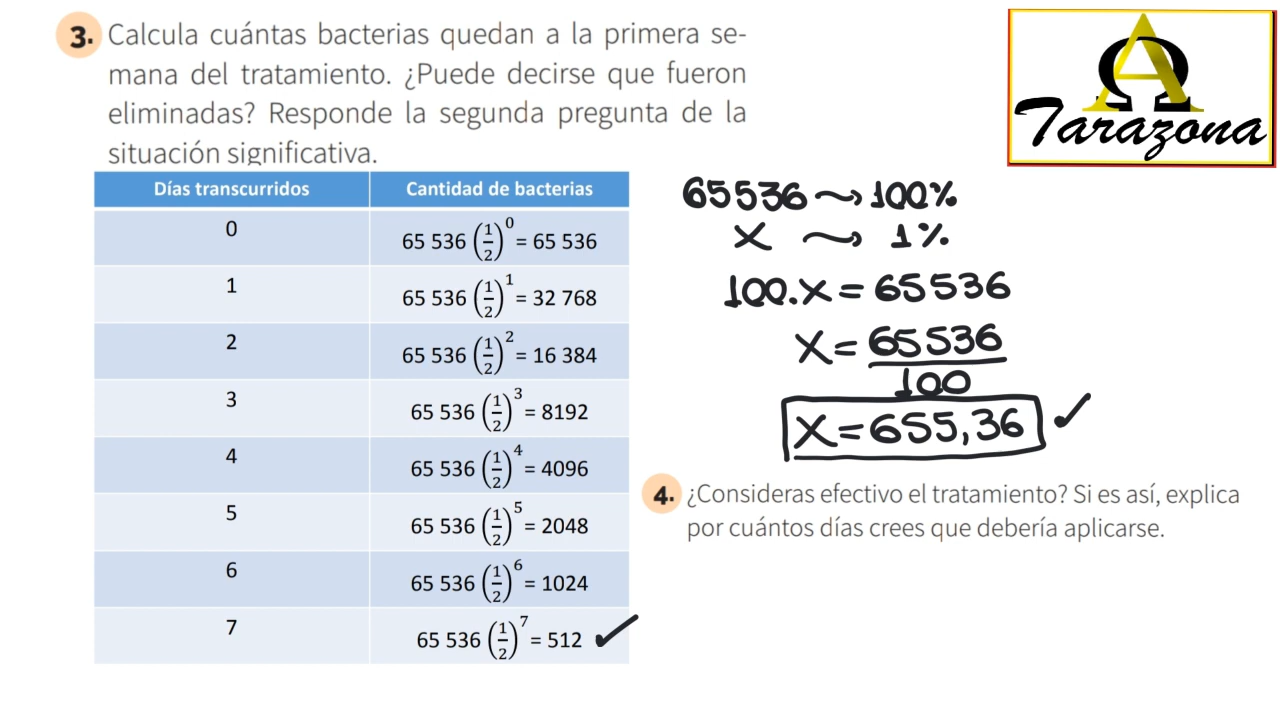 3. Calcula cuántas bacterias quedan a la primera se-
mana del tratamiento. ¿Puede decirse que fueron
eliminadas? Responde la segunda pregunta de la
situación significativa.
Días transcurridos Cantidad de bacterias
0 65 536 (1/2)^0 = 65 536
1 65 536 (1/2)^1 = 32 768
2 65 536 (1/2)^2 = 16 384
3 65 536 (1/2)^3 = 8192
4 65 536 (1/2)^4 = 4096
5 65 536 (1/2)^5 = 2048
6 65 536 (1/2)^6 = 1024
7 65 536 (1/2)^7 = 512 ✓
AΩ
Tarazona
65536 ⤳ 100%
X ⤳ 1%
100.X = 65536
X = 65536/100
X = 655,36 ✓
4. ¿Consideras efectivo el tratamiento? Si es así, explica
por cuántos días crees que debería aplicarse.